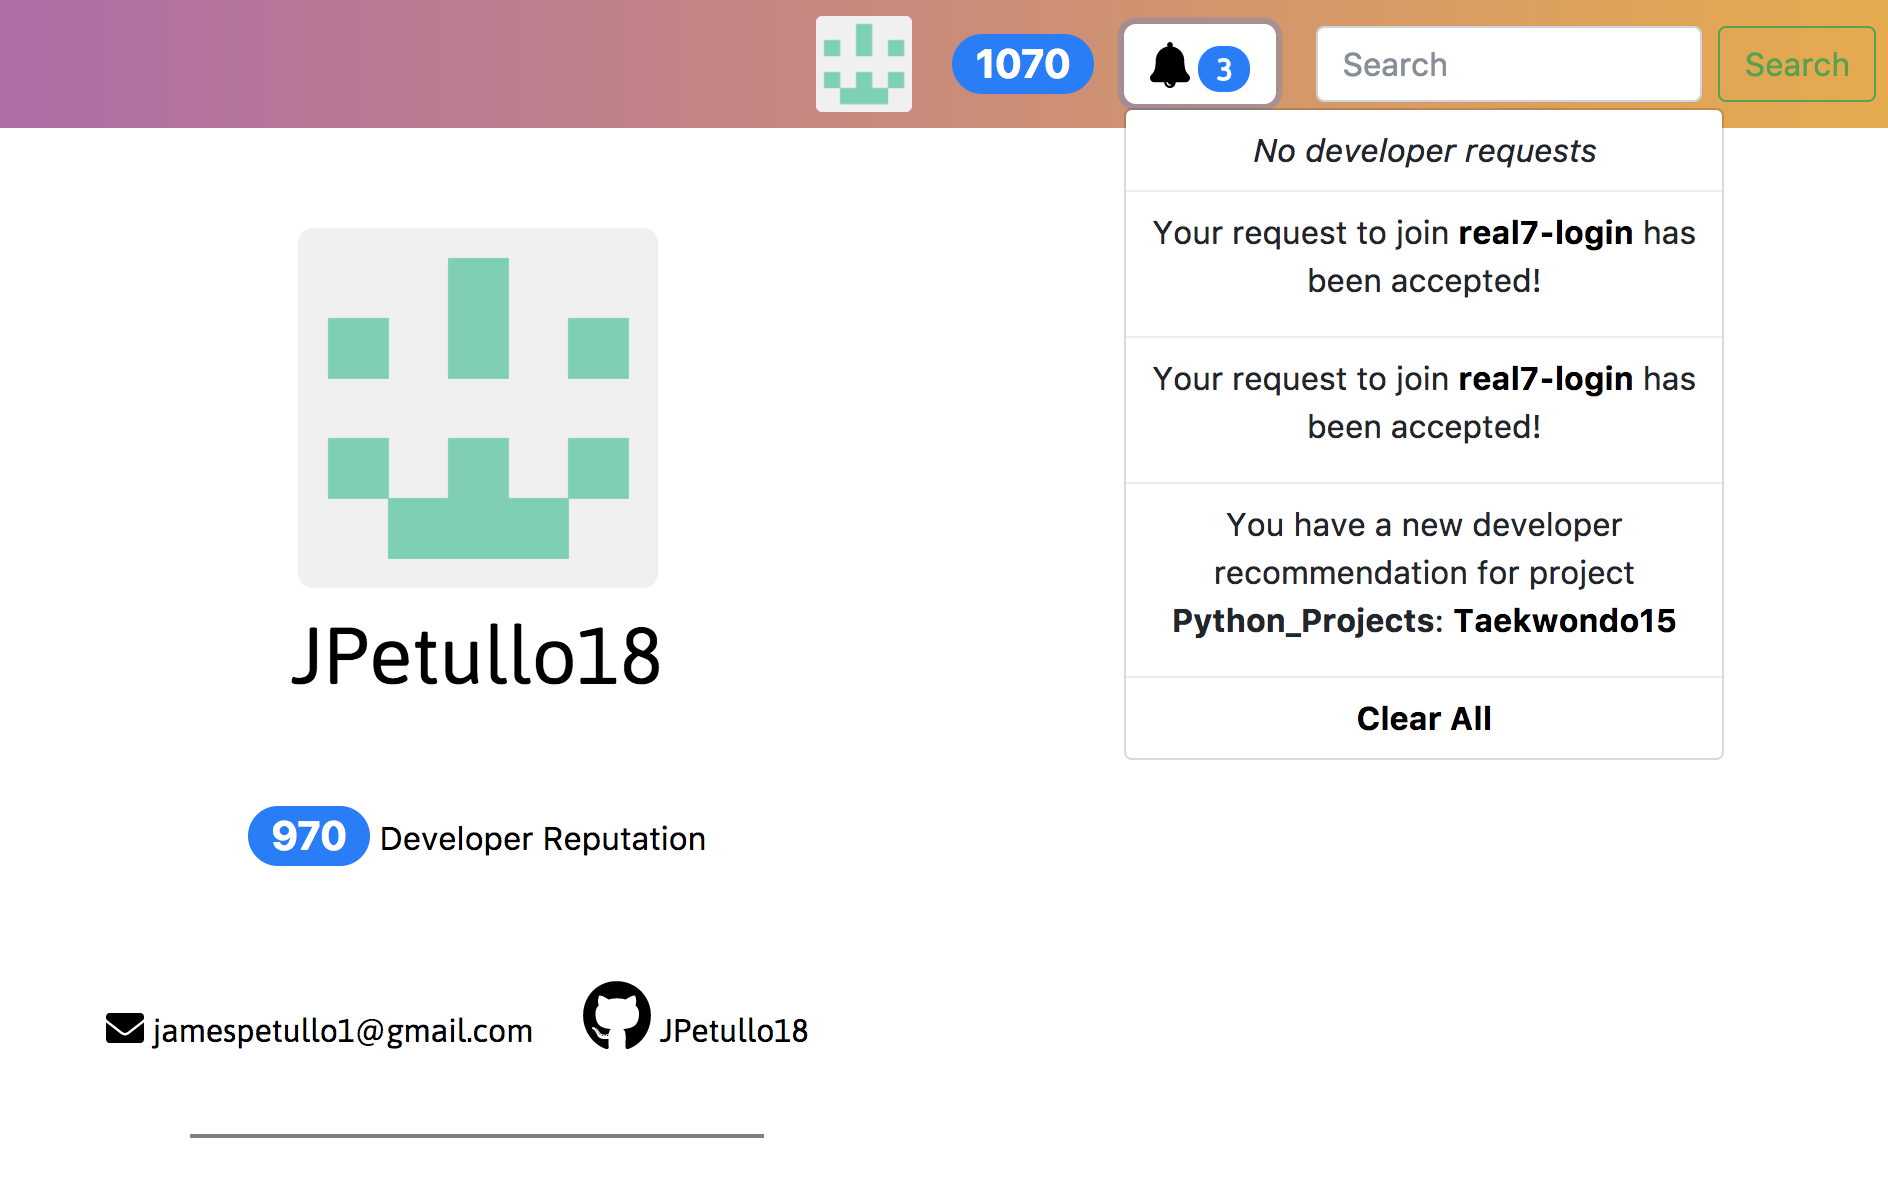 1070
3
Search
Search
No developer requests
Your request to join real7-login has
been accepted!
Your request to join real7-login has
been accepted!
You have a new developer
recommendation for project
Python_Projects: Taekwondo15
Clear All
JPetullo18
970 Developer Reputation
jamespetullo1@gmail.com
JPetullo18